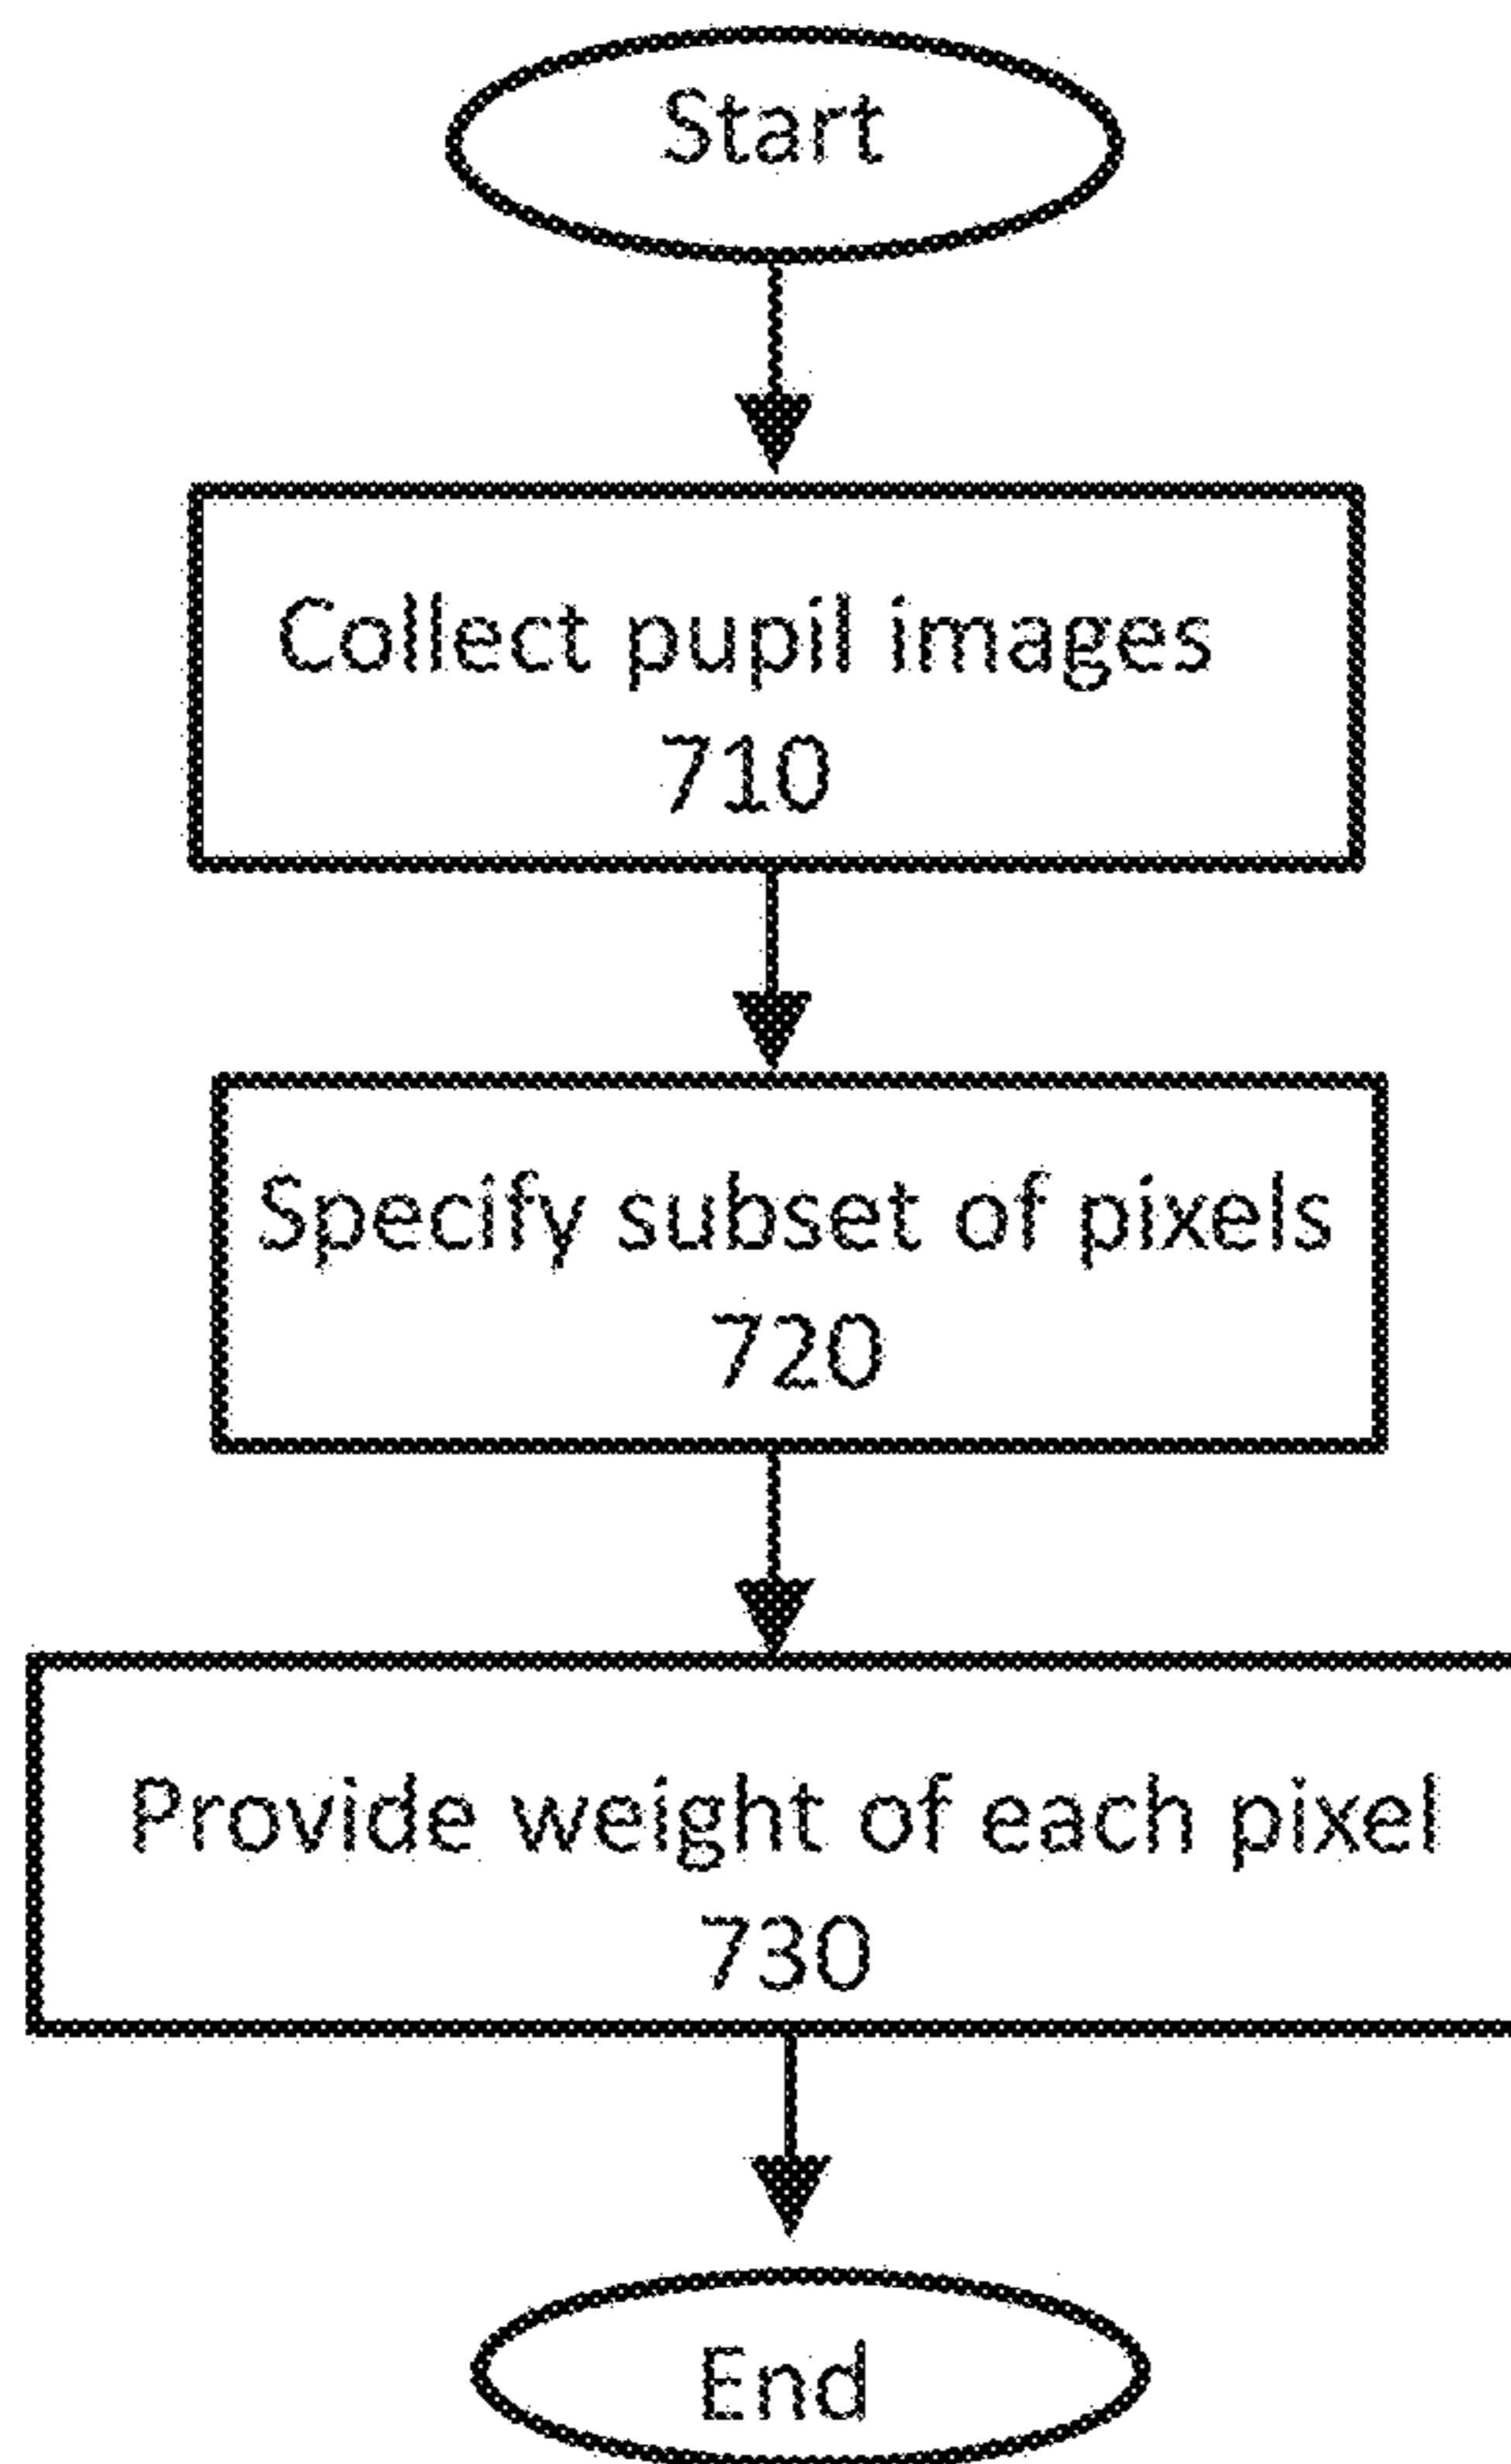 Start
Collect pupil images
710
Specify subset of pixels
720
Provide weight of each pixel
730
End